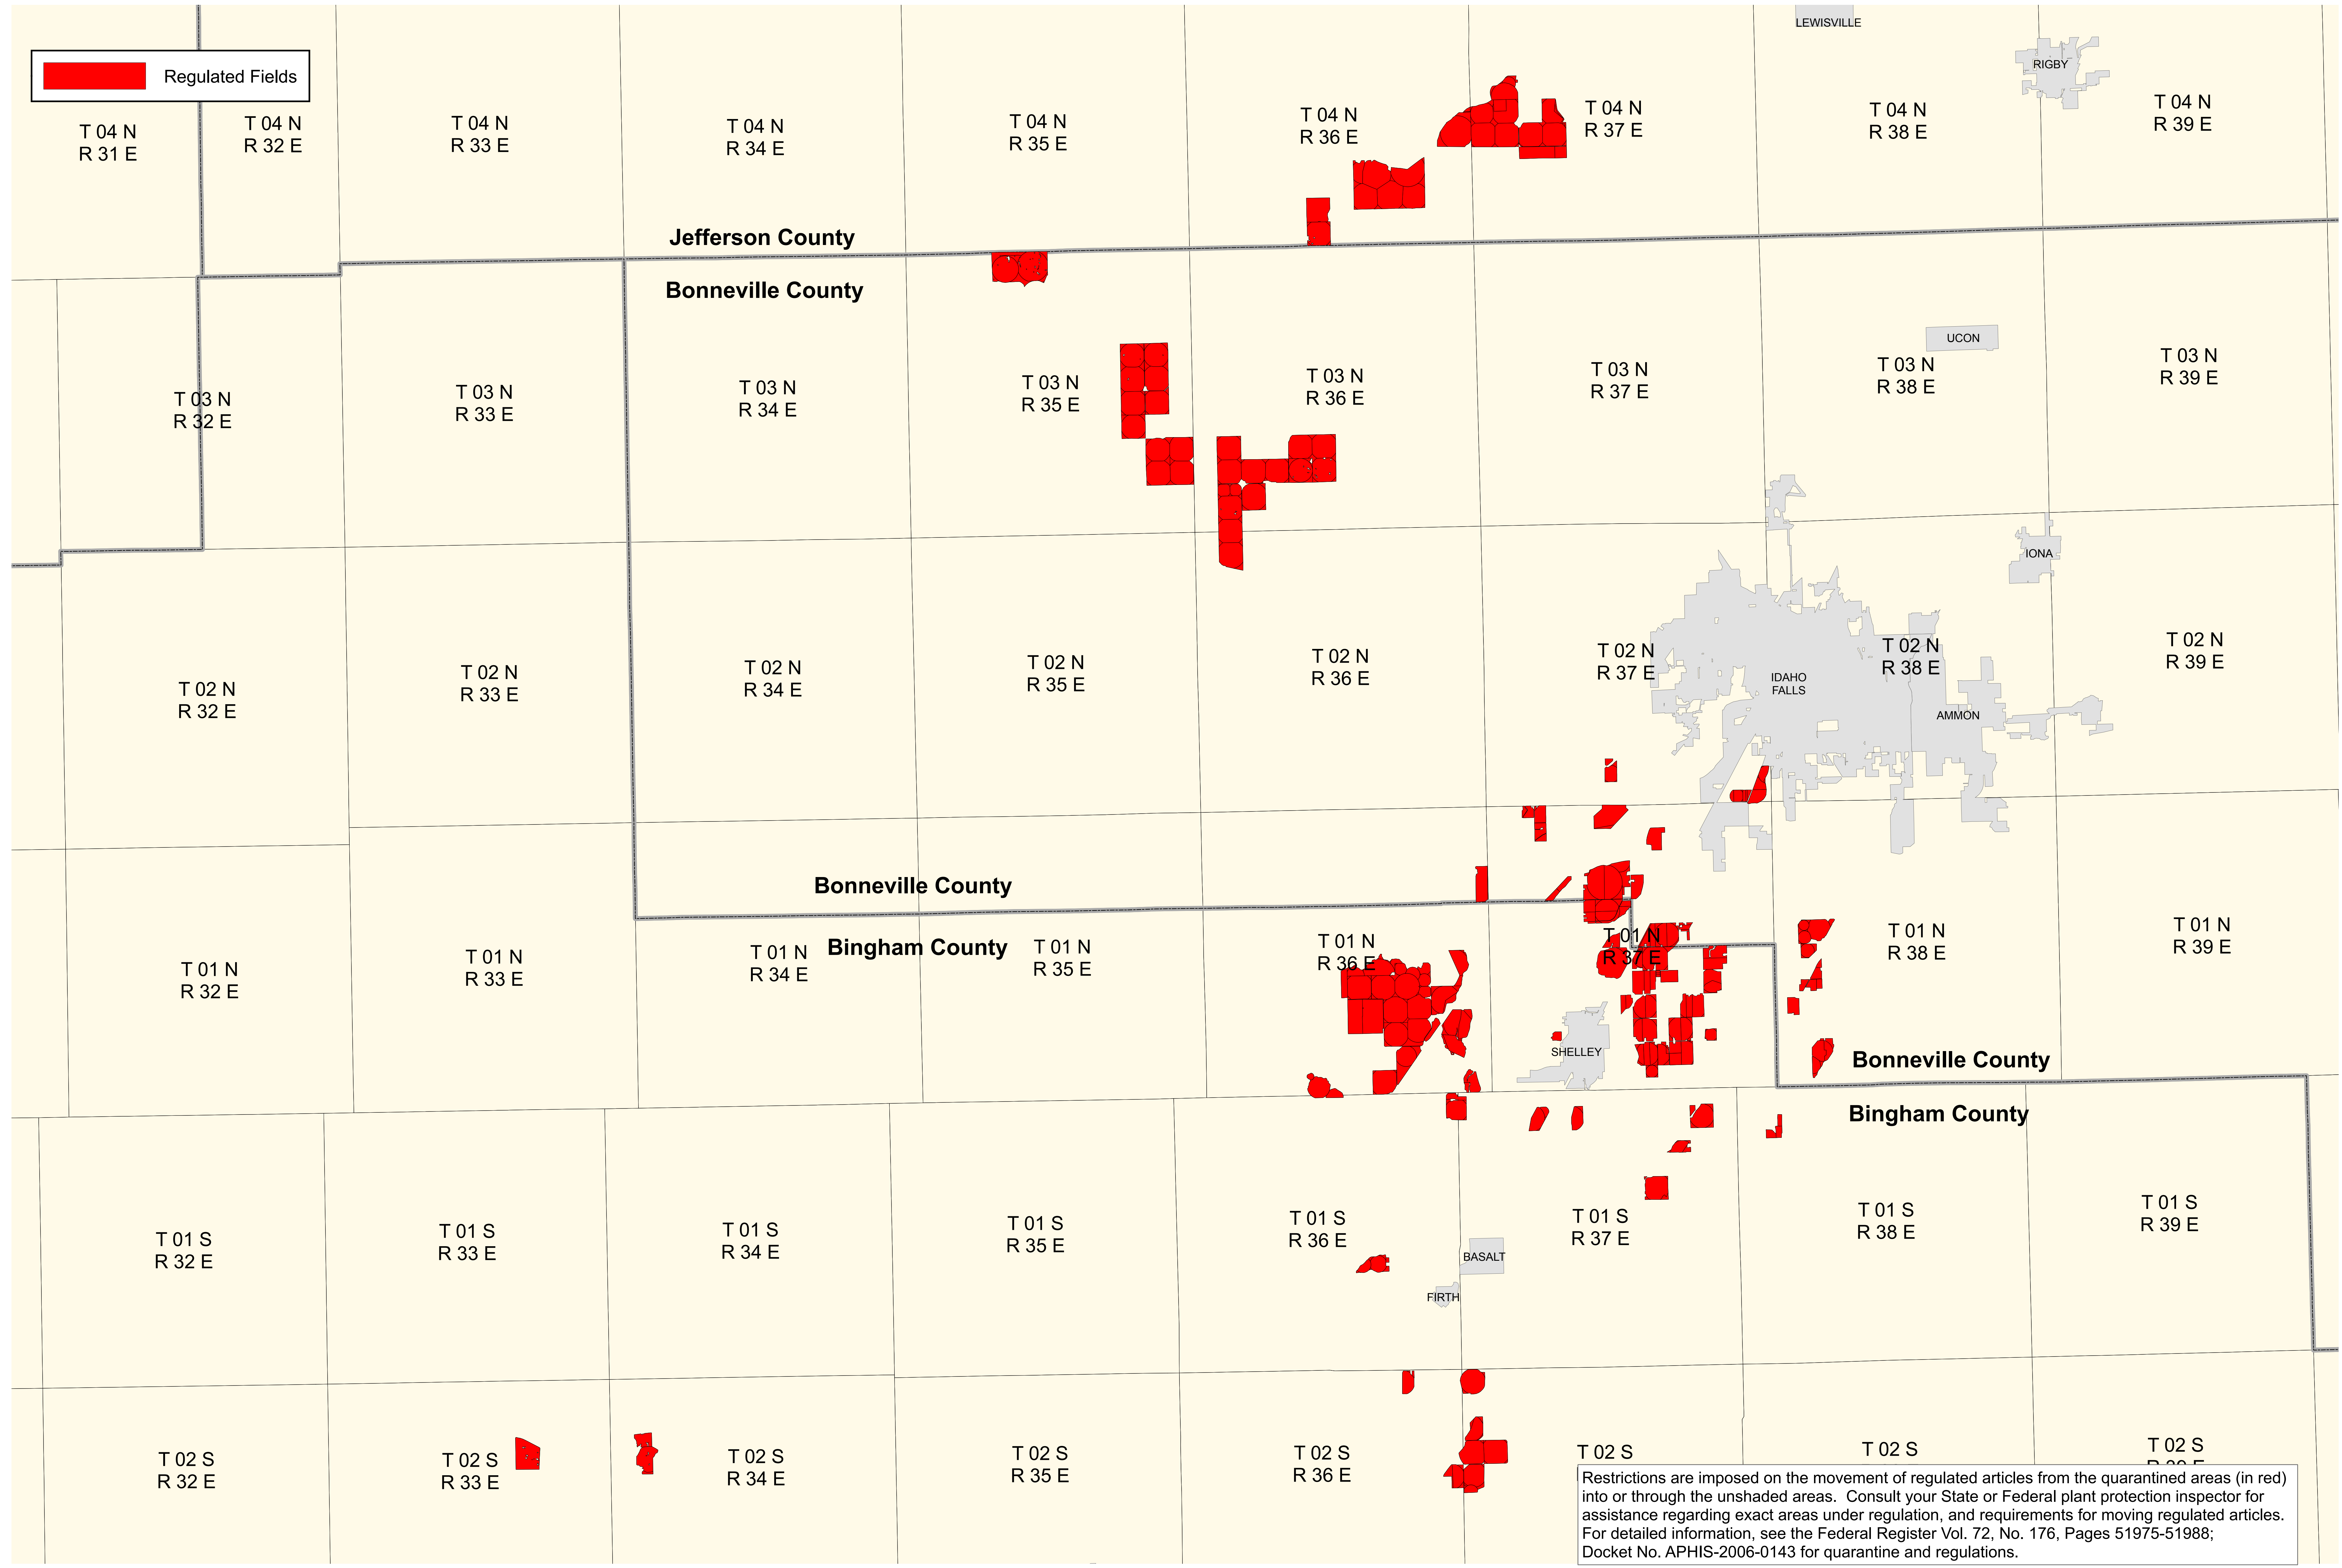 LEWISVILLE
RIGBY
Regulated Fields
T 04 N
R 31 E
T 04 N
R 32 E
T 04 N
R 33 E
T 04 N
R 34 E
T 04 N
R 35 E
T 04 N
R 36 E
T 04 N
R 37 E
T 04 N
R 38 E
T 04 N
R 39 E
Jefferson County
Bonneville County
UCON
T 03 N
R 32 E
T 03 N
R 33 E
T 03 N
R 34 E
T 03 N
R 35 E
T 03 N
R 36 E
T 03 N
R 37 E
T 03 N
R 38 E
T 03 N
R 39 E
IONA
T 02 N
R 32 E
T 02 N
R 33 E
T 02 N
R 34 E
T 02 N
R 35 E
T 02 N
R 36 E
T 02 N
R 37 E
IDAHO
FALLS
T 02 N
R 38 E
AMMON
T 02 N
R 39 E
Bonneville County
Bingham County
T 01 N
R 32 E
T 01 N
R 33 E
T 01 N
R 34 E
T 01 N
R 35 E
T 01 N
R 36 E
T 01 N
R 37 E
T 01 N
R 38 E
T 01 N
R 39 E
SHELLEY
Bonneville County
Bingham County
T 01 S
R 32 E
T 01 S
R 33 E
T 01 S
R 34 E
T 01 S
R 35 E
T 01 S
R 36 E
T 01 S
R 37 E
T 01 S
R 38 E
T 01 S
R 39 E
BASALT
FIRTH
T 02 S
R 32 E
T 02 S
R 33 E
T 02 S
R 34 E
T 02 S
R 35 E
T 02 S
R 36 E
T 02 S
T 02 S
T 02 S
Restrictions are imposed on the movement of regulated articles from the quarantined areas (in red)
into or through the unshaded areas.  Consult your State or Federal plant protection inspector for
assistance regarding exact areas under regulation, and requirements for moving regulated articles.
For detailed information, see the Federal Register Vol. 72, No. 176, Pages 51975-51988;
Docket No. APHIS-2006-0143 for quarantine and regulations.